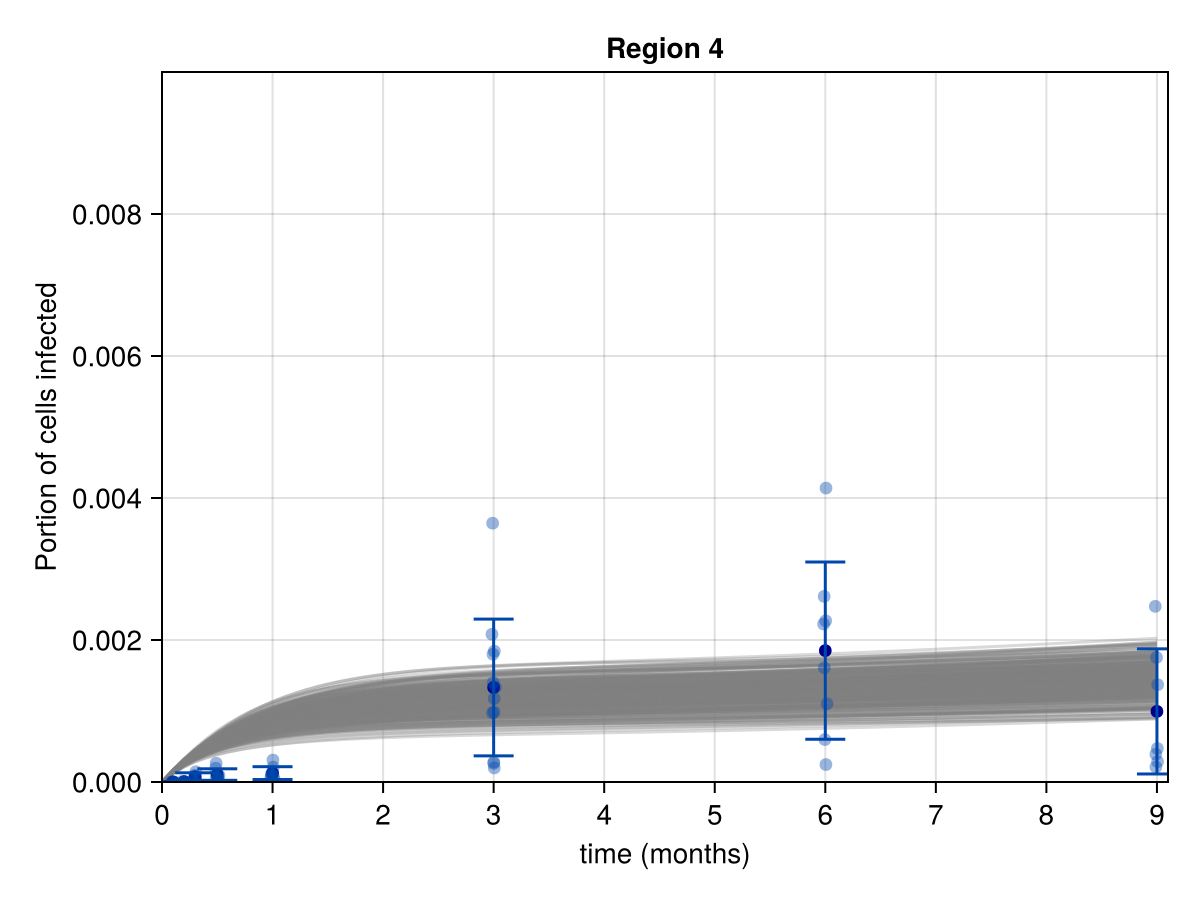 Region 4
Portion of cells infected
0.008
0.006
0.004
0.002
0.000
0 1 2 3 4 5 6 7 8 9
time (months)